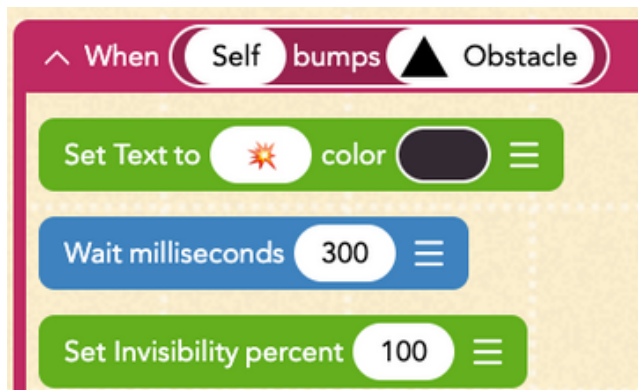 When Self bumps Obstacle
Set Text to 💥 color
Wait milliseconds 300
Set Invisibility percent 100